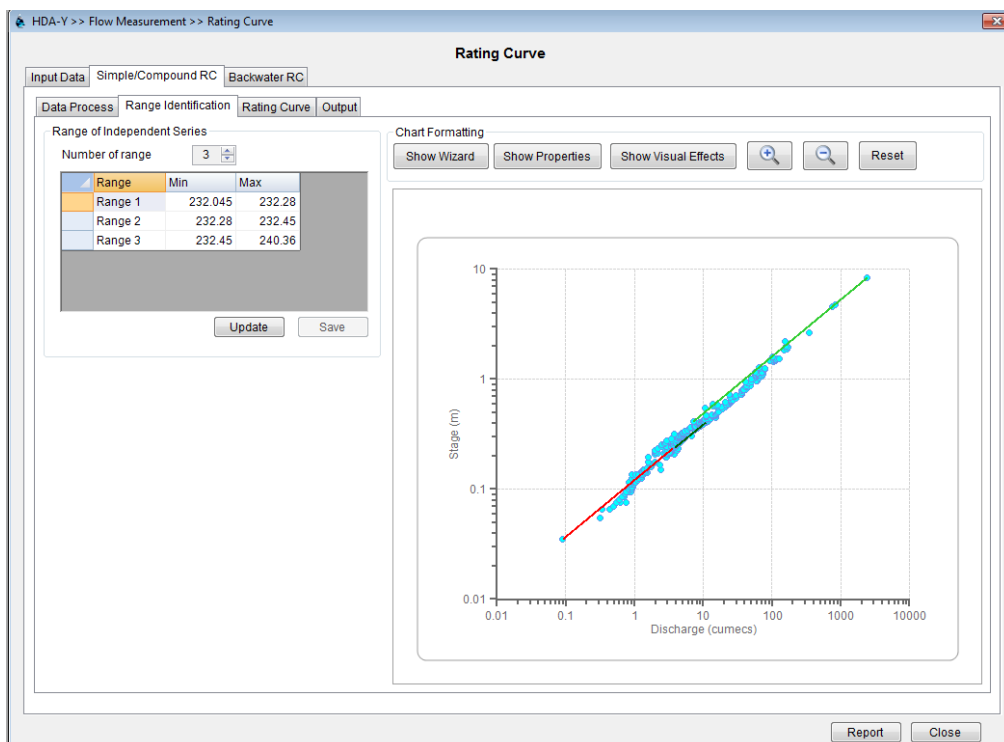 HDA-Y >> Flow Measurement >> Rating Curve
Rating Curve
Input Data Simple/Compound RC Backwater RC
Data Process Range Identification Rating Curve Output
Range of Independent Series
Number of range 3
Range Min Max
Range 1 232.045 232.28
Range 2 232.28 232.45
Range 3 232.45 240.36
Update Save
Chart Formatting
Show Wizard Show Properties Show Visual Effects Reset
10
1
0.1
0.01
Stage (m)
0.01 0.1 1 10 100 1000 10000
Discharge (cumecs)
Report Close